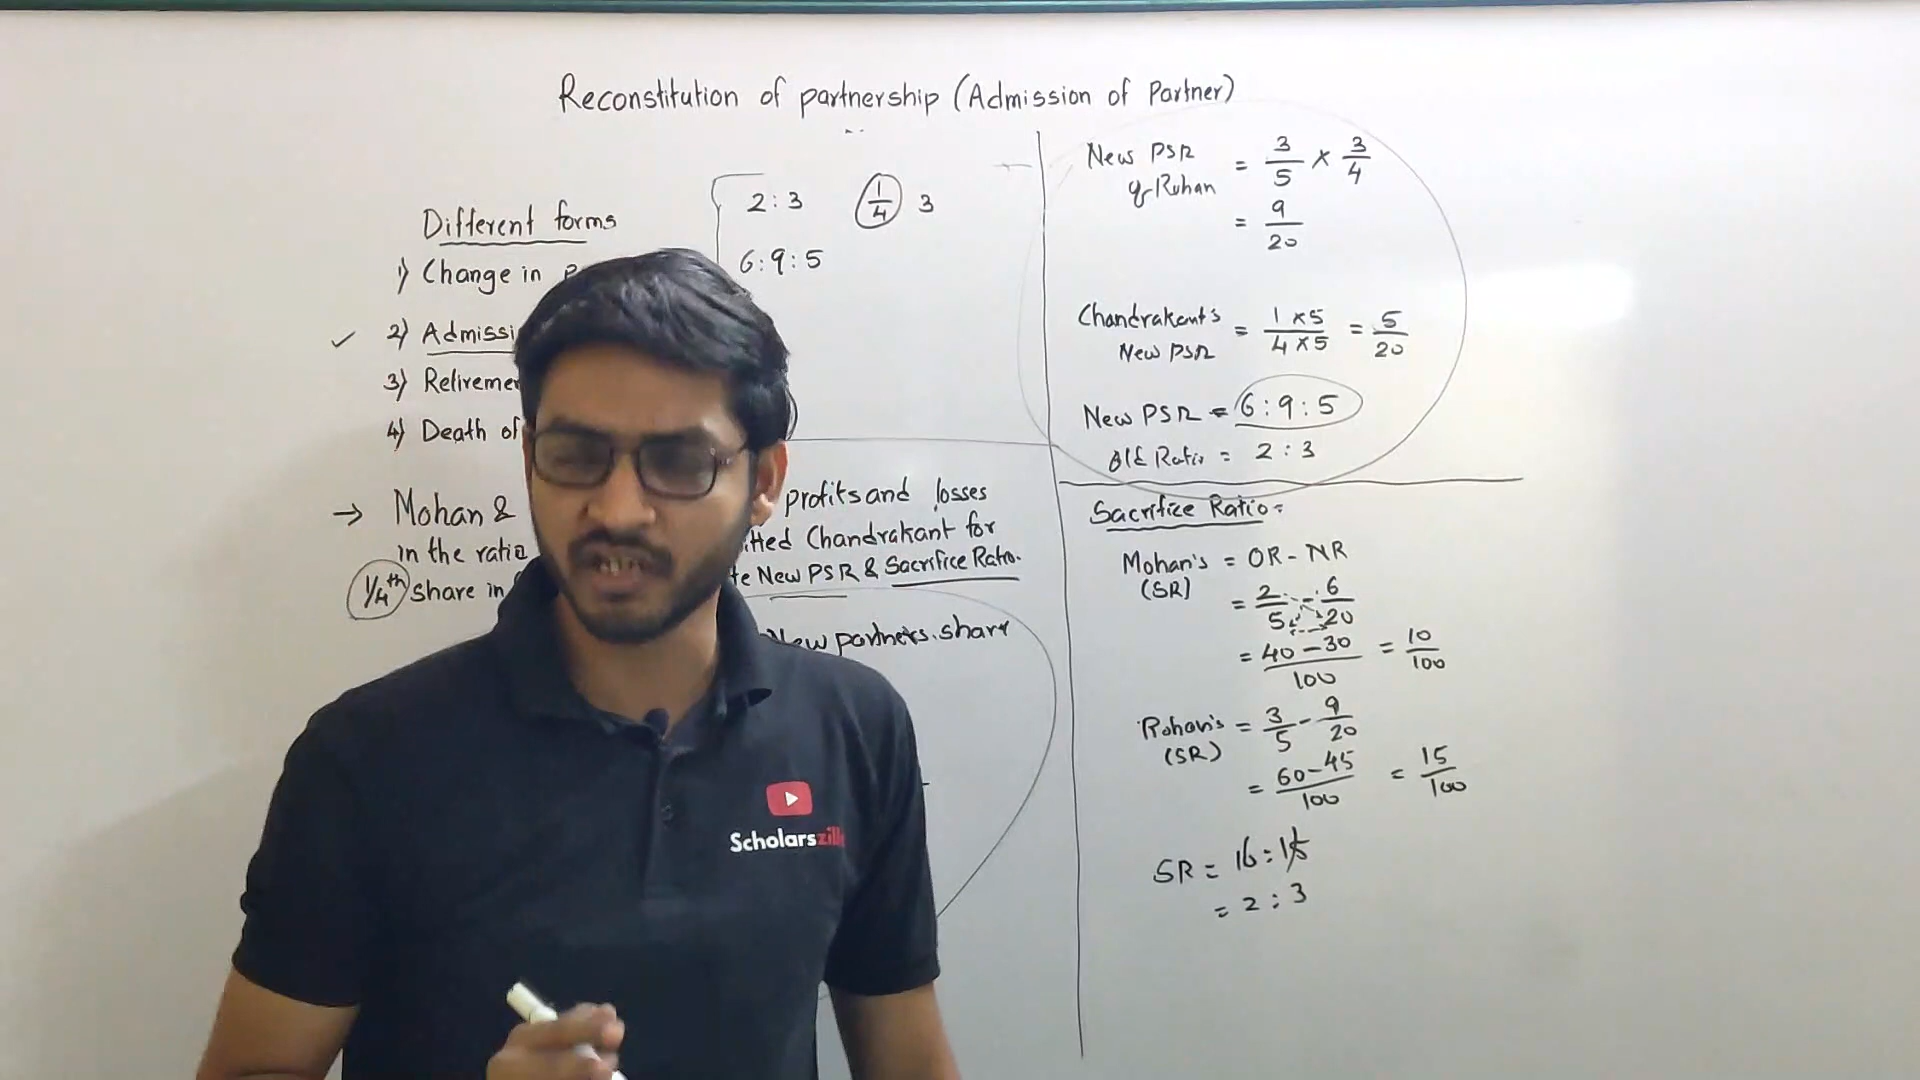 Reconstitution of partnership (Admission of Partner)
Different forms
1) Change in
2) Admissi
3) Retiremen
4) Death of
2:3 1/4 3
6:9:5
→ Mohan & profits and losses
in the ratio itted Chandrakant for
1/4th share in te New PSR & Sacrifice Ratio.
New partners. share
New PSR of Rohan = 3/5 × 3/4
= 9/20
Chandrakant's New PSR = 1×5/4×5 = 5/20
New PSR = 6:9:5
Old Ratio = 2:3
Sacrifice Ratio=
Mohan's (SR) = OR - NR
= 2/5 - 6/20
= 40-30/100 = 10/100
Rohan's (SR) = 3/5 - 9/20
= 60-45/100 = 15/100
SR = 10:15
= 2:3
Scholarszill